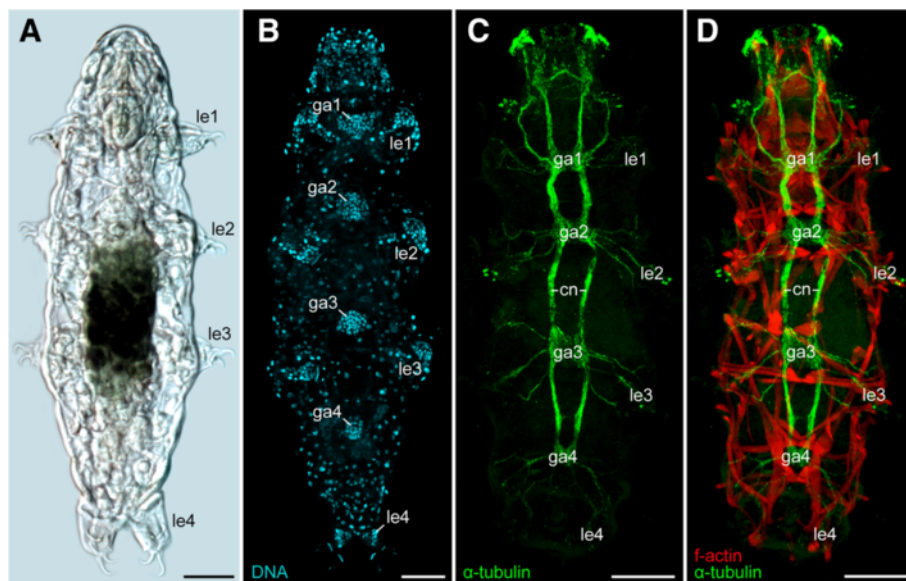 A
le1
le2
le3
le4
B
ga1
le1
ga2
le2
ga3
le3
ga4
le4
DNA
C
ga1
le1
ga2
le2
cn
ga3
le3
ga4
le4
α-tubulin
D
ga1
le1
ga2
le2
cn
ga3
le3
ga4
le4
f-actin
α-tubulin